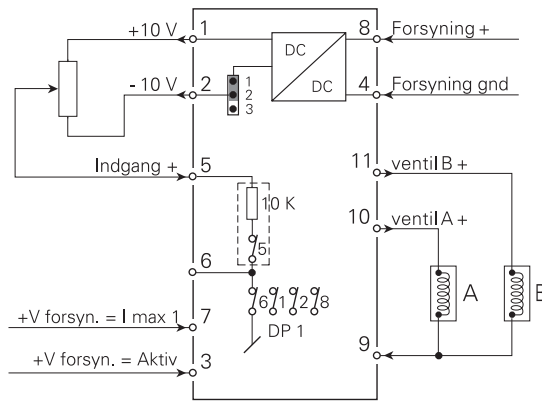 +10 V
1
8
Forsyning +
DC
DC
- 10 V
2
1
2
3
4
Forsyning gnd
Indgang +
5
11
ventil B +
10 K
10
ventil A +
5
6
A
B
6
1
2
8
+V forsyn. = I max 1
7
DP 1
9
+V forsyn. = Aktiv
3